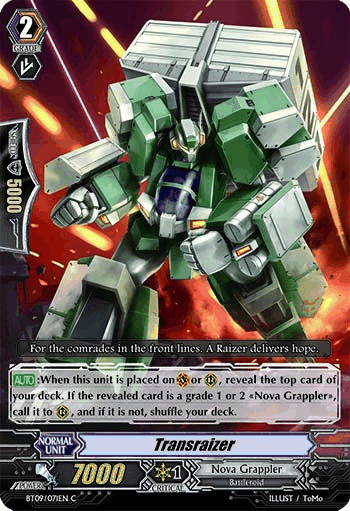 2
GRADE
SHIELD
5000
For the comrades in the front lines. A Raizer delivers hope.
AUTO:When this unit is placed on or , reveal the top card of
your deck. If the revealed card is a grade 1 or 2 «Nova Grappler»,
call it to , and if it is not, shuffle your deck.
NORMAL
UNIT
Transraizer
POWER
7000
1
CRITICAL
Nova Grappler
Battleroid
BT09/071EN C
ILLUST / ToMo